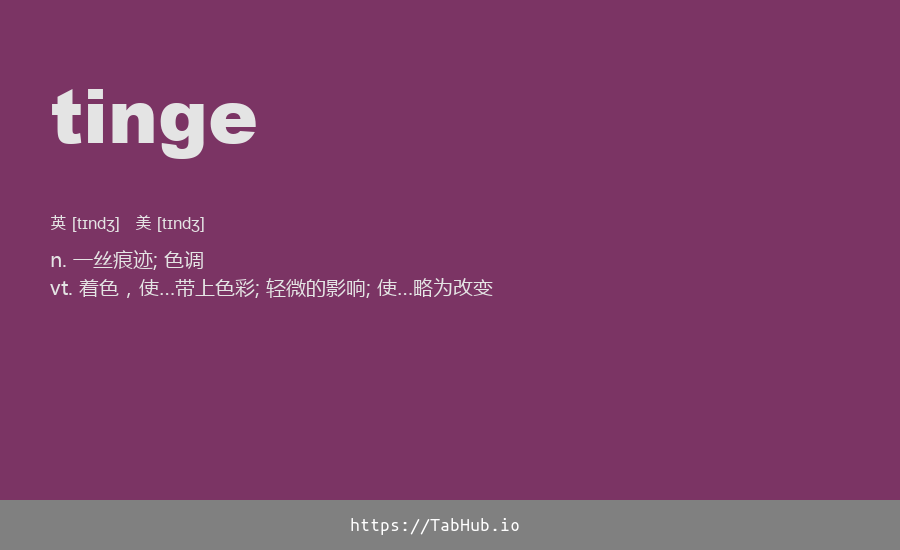 tinge
英 [tɪndʒ] 美 [tɪndʒ]
n. 一丝痕迹; 色调
vt. 着色，使...带上色彩; 轻微的影响; 使...略为改变
https://TabHub.io